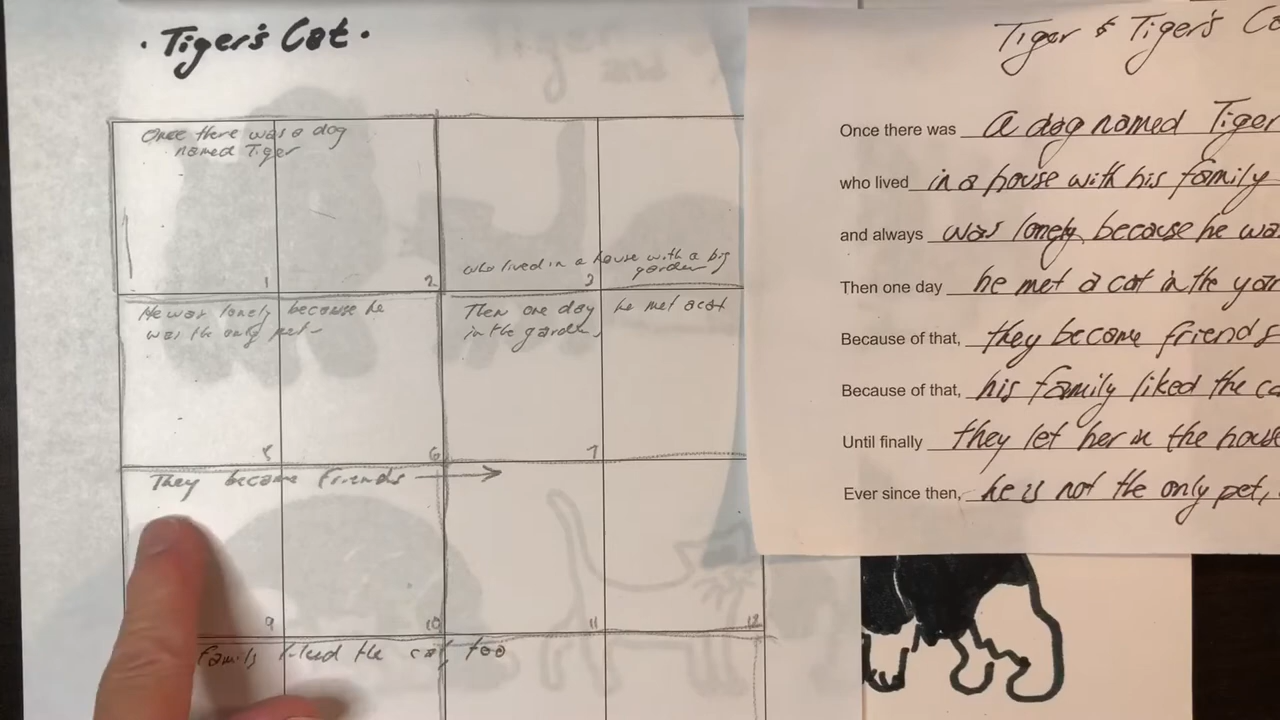 · Tiger's Cat ·
Once there was a dog
named Tiger
1
2
who lived in a house with a big
garden
3
He was lonely because he
was the only pet
5
6
Then one day he met a cat
in the garden
7
They became friends →
9
10
11
12
family liked the cat, too
Tiger & Tiger's Ca
Once there was a dog named Tiger
who lived in a house with his family
and always was lonely because he wa
Then one day he met a cat in the yar
Because of that, they became friends
Because of that, his family liked the ca
Until finally they let her in the house
Ever since then, he is not the only pet,